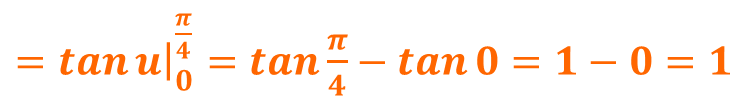 = tan u|₀^{π/4} = tan π/4 − tan 0 = 1 − 0 = 1